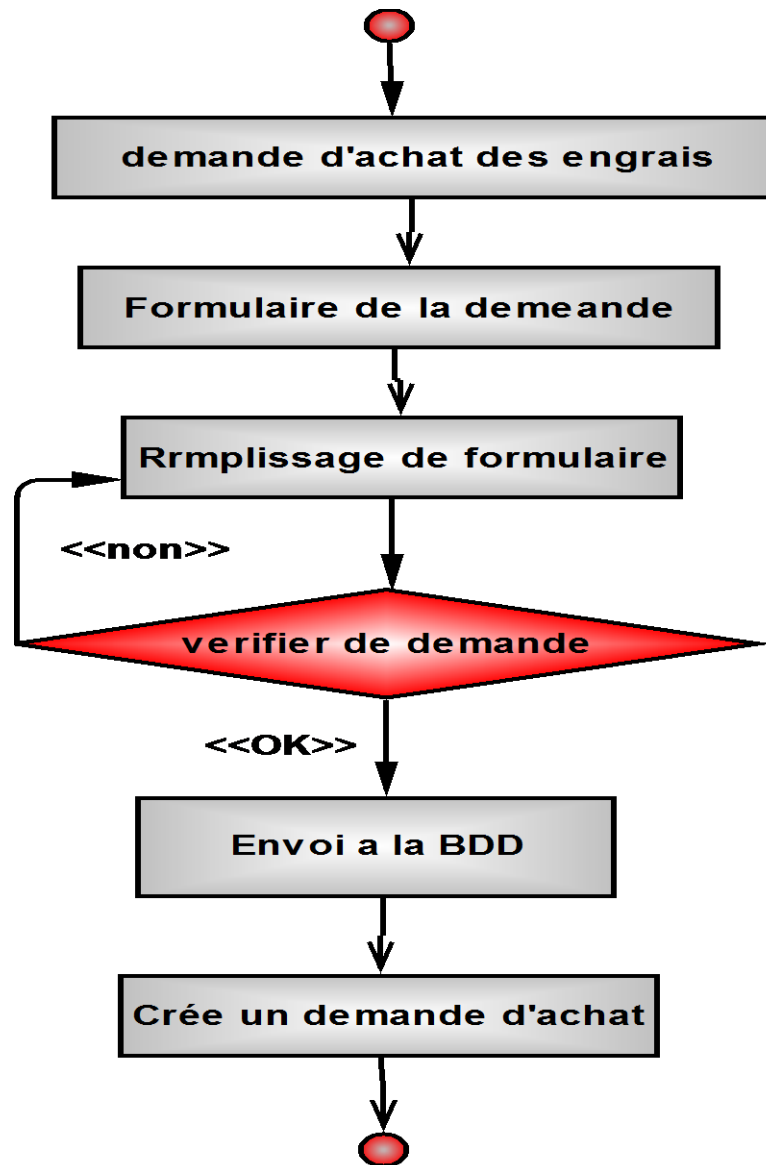 demande d'achat des engrais
Formulaire de la demeande
Rrmplissage de formulaire
<<non>>
verifier de demande
<<OK>>
Envoi a la BDD
Crée un demande d'achat